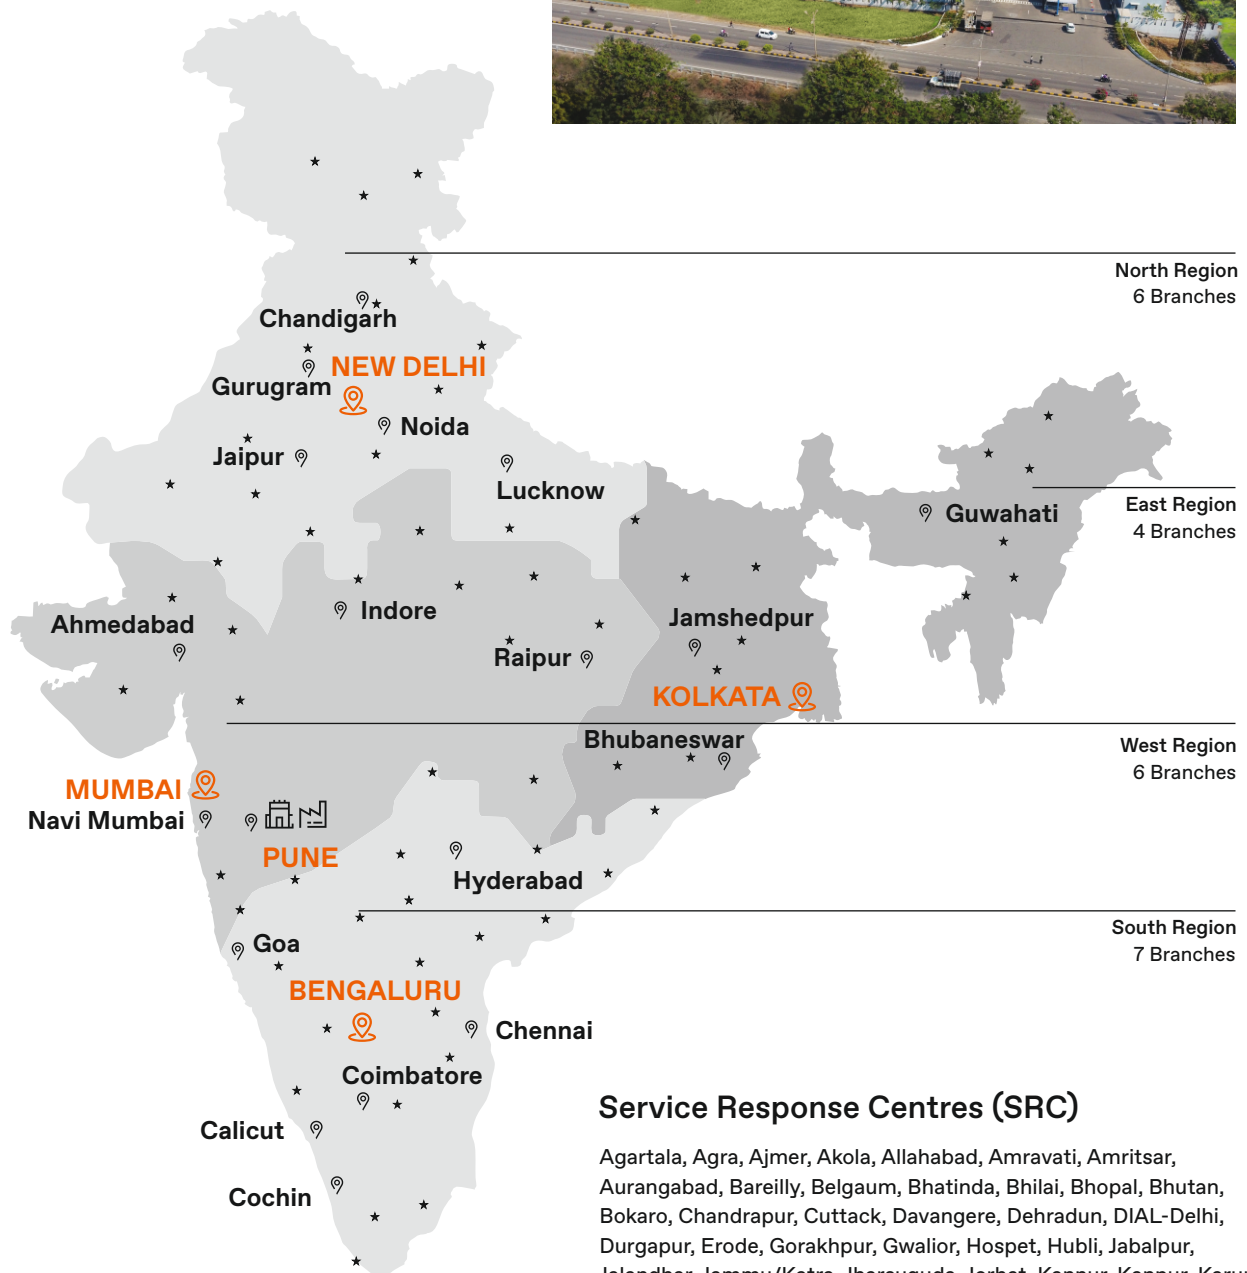 North Region
6 Branches
Chandigarh
NEW DELHI
Gurugram
Noida
Jaipur
Lucknow
East Region
4 Branches
Guwahati
Indore
Ahmedabad
Jamshedpur
Raipur
KOLKATA
Bhubaneswar
West Region
6 Branches
MUMBAI
Navi Mumbai
PUNE
Hyderabad
South Region
7 Branches
Goa
BENGALURU
Chennai
Coimbatore
Calicut
Cochin
Service Response Centres (SRC)
Agartala, Agra, Ajmer, Akola, Allahabad, Amravati, Amritsar,
Aurangabad, Bareilly, Belgaum, Bhatinda, Bhilai, Bhopal, Bhutan,
Bokaro, Chandrapur, Cuttack, Davangere, Dehradun, DIAL-Delhi,
Durgapur, Erode, Gorakhpur, Gwalior, Hospet, Hubli, Jabalpur,